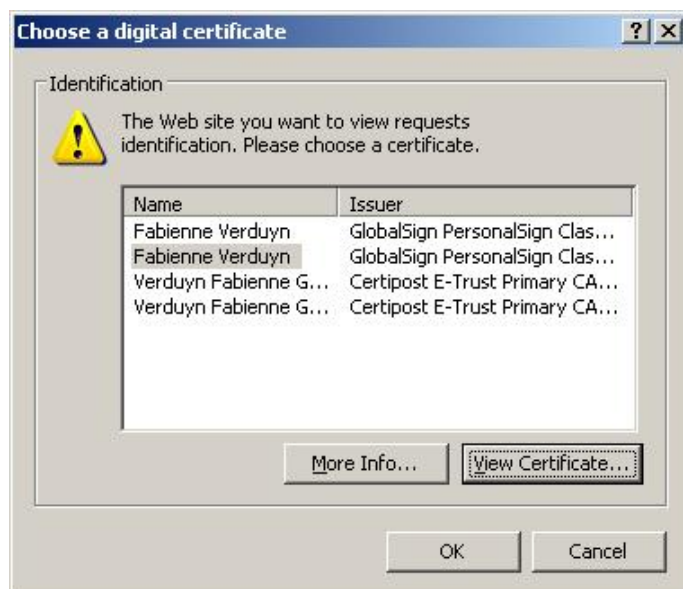 Choose a digital certificate
Identification
The Web site you want to view requests
identification. Please choose a certificate.
Name Issuer
Fabienne Verduyn GlobalSign PersonalSign Clas...
Fabienne Verduyn GlobalSign PersonalSign Clas...
Verduyn Fabienne G... Certipost E-Trust Primary CA...
Verduyn Fabienne G... Certipost E-Trust Primary CA...
More Info... View Certificate...
OK Cancel